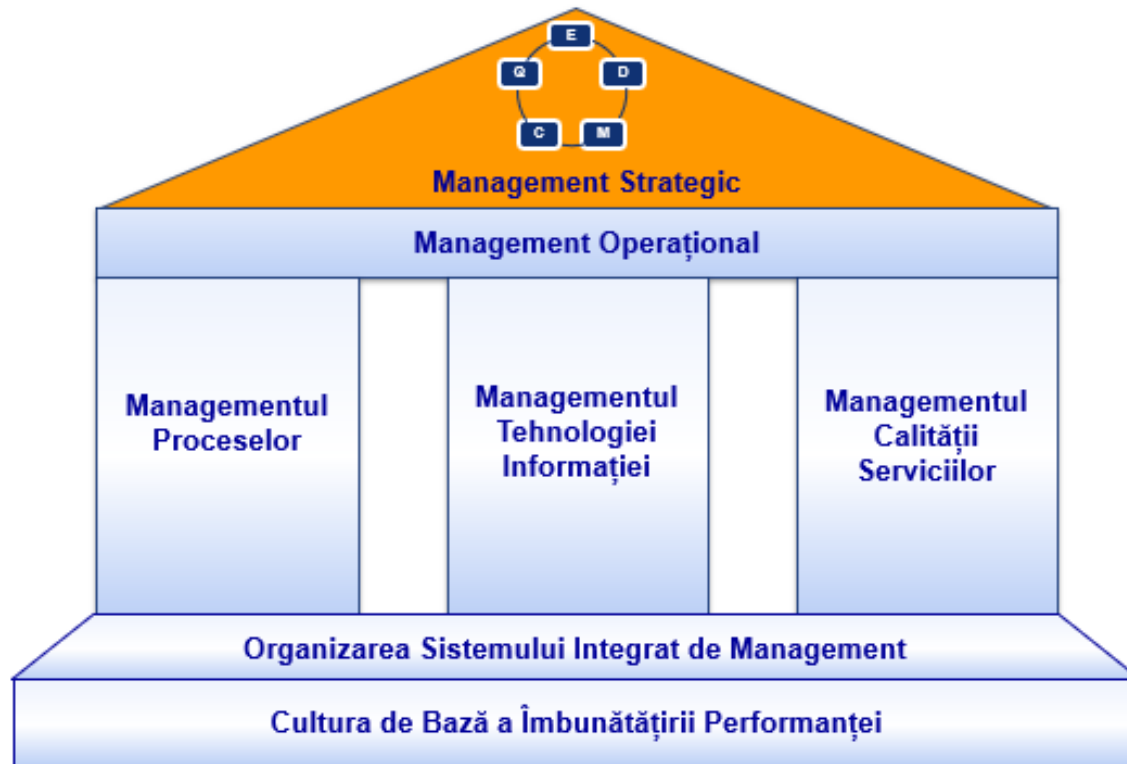 E
Q
D
C
M
Management Strategic
Management Operațional
Managementul
Proceselor
Managementul
Tehnologiei
Informației
Managementul
Calității
Serviciilor
Organizarea Sistemului Integrat de Management
Cultura de Bază a Îmbunătățirii Performanței